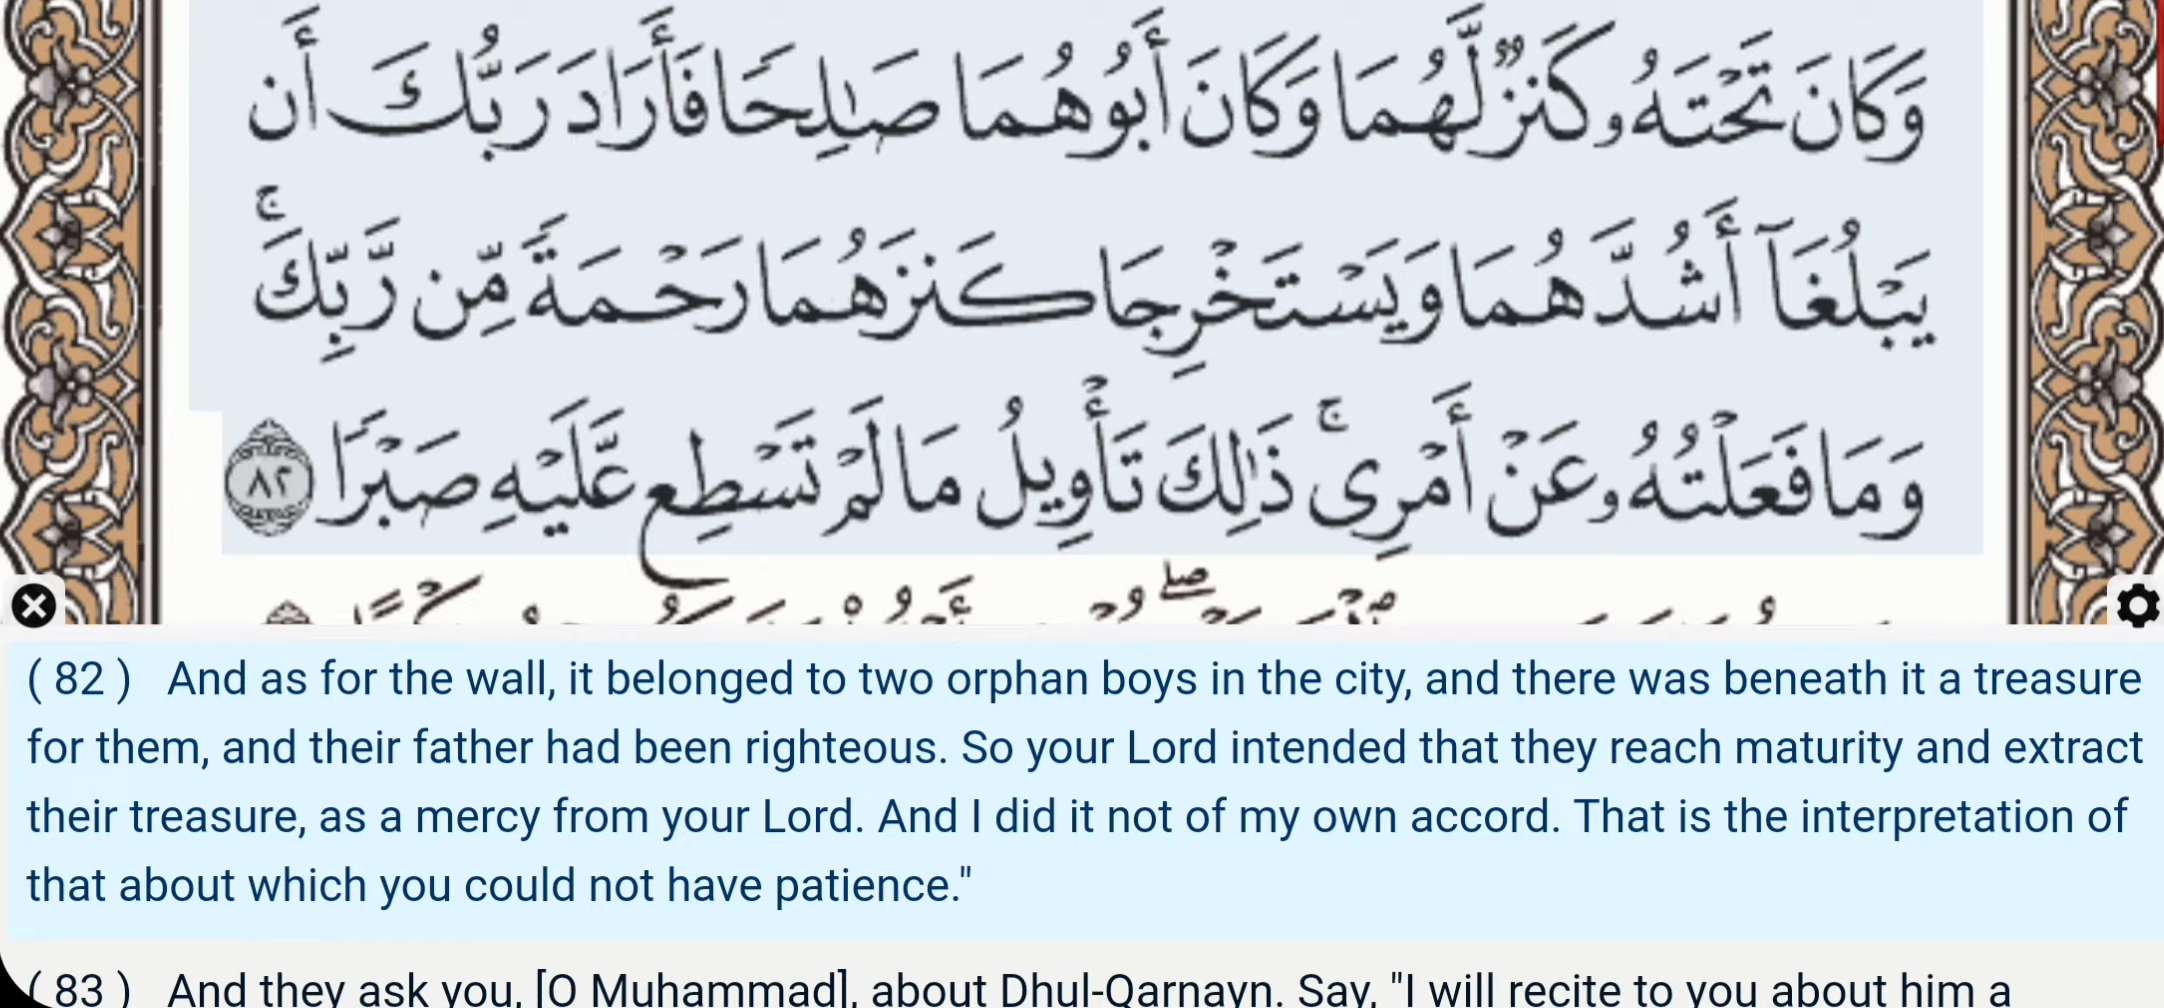 وَكَانَ تَحْتَهُۥ كَنزٌ لَّهُمَا وَكَانَ أَبُوهُمَا صَٰلِحًا فَأَرَادَ رَبُّكَ أَن
يَبْلُغَآ أَشُدَّهُمَا وَيَسْتَخْرِجَا كَنزَهُمَا رَحْمَةً مِّن رَّبِّكَ ۚ
وَمَا فَعَلْتُهُۥ عَنْ أَمْرِى ۚ ذَٰلِكَ تَأْوِيلُ مَا لَمْ تَسْطِع عَّلَيْهِ صَبْرًا ٨٢
( 82 ) And as for the wall, it belonged to two orphan boys in the city, and there was beneath it a treasure
for them, and their father had been righteous. So your Lord intended that they reach maturity and extract
their treasure, as a mercy from your Lord. And I did it not of my own accord. That is the interpretation of
that about which you could not have patience."
( 83 ) And they ask you, [O Muhammad], about Dhul-Qarnayn. Say, "I will recite to you about him a